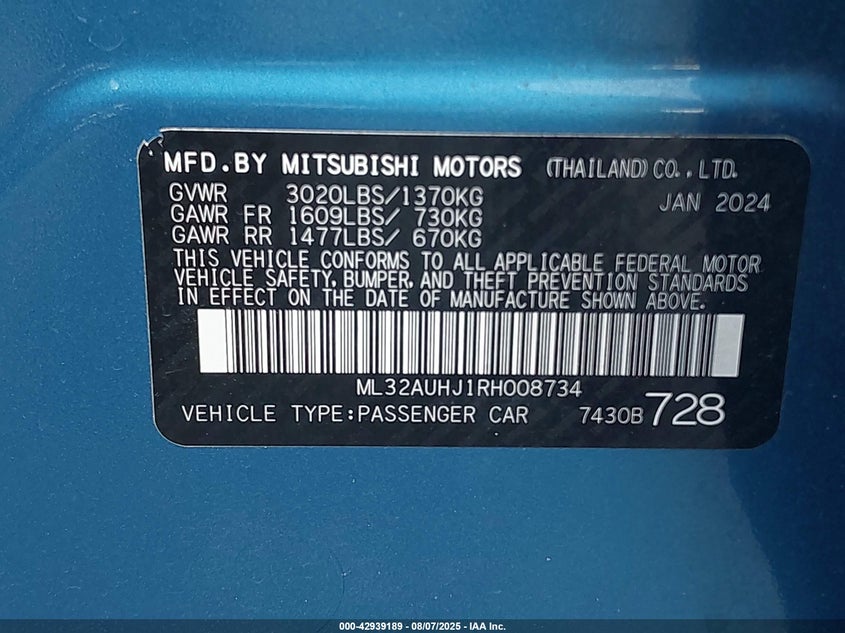 MFD.BY MITSUBISHI MOTORS (THAILAND)CO.,LTD.
GVWR 3020LBS/1370KG JAN 2024
GAWR FR 1609LBS/ 730KG
GAWR RR 1477LBS/ 670KG
THIS VEHICLE CONFORMS TO ALL APPLICABLE FEDERAL MOTOR
VEHICLE SAFETY, BUMPER, AND THEFT PREVENTION STANDARDS
IN EFFECT ON THE DATE OF MANUFACTURE SHOWN ABOVE.
ML32AUHJ1RH008734
VEHICLE TYPE:PASSENGER CAR 7430B 728
000-42939189 - 08/07/2025 - IAA Inc.